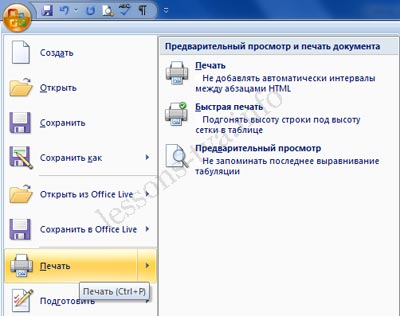 Создать
Открыть
Сохранить
Сохранить как
Открыть из Office Live
Сохранить в Office Live
Печать
Печать (Ctrl+P)
Подготовить
Предварительный просмотр и печать документа
Печать
Не добавлять автоматически интервалы
между абзацами HTML
Быстрая печать
Подгонять высоту строки под высоту
сетки в таблице
Предварительный просмотр
Не запоминать последнее выравнивание
табуляции